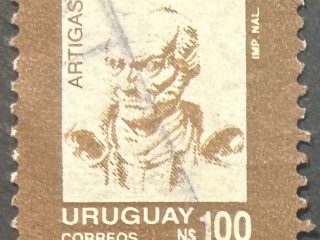 ARTIGAS
IMP. NAL.
URUGUAY
CORREOS N$ 100